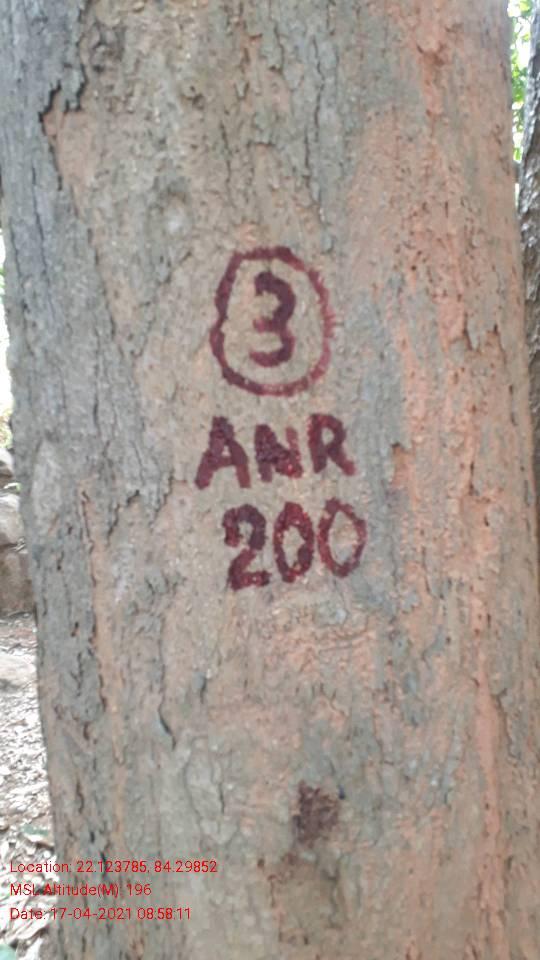 3
ANR
200
Location: 22.123785, 84.29852
MSL Altitude(M): 196
Date: 17-04-2021 08:58:11